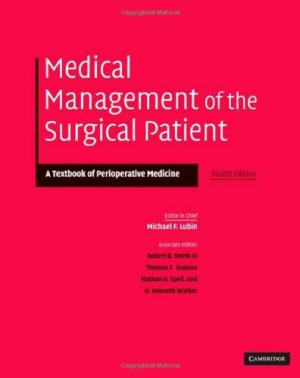 Medical
Management of the
Surgical Patient
A Textbook of Perioperative Medicine
Fourth Edition
Editor in Chief
Michael F. Lubin
Associate editors
Robert B. Smith III
Thomas F. Dodson
Nathan O. Spell, and
H. Kenneth Walker
CAMBRIDGE